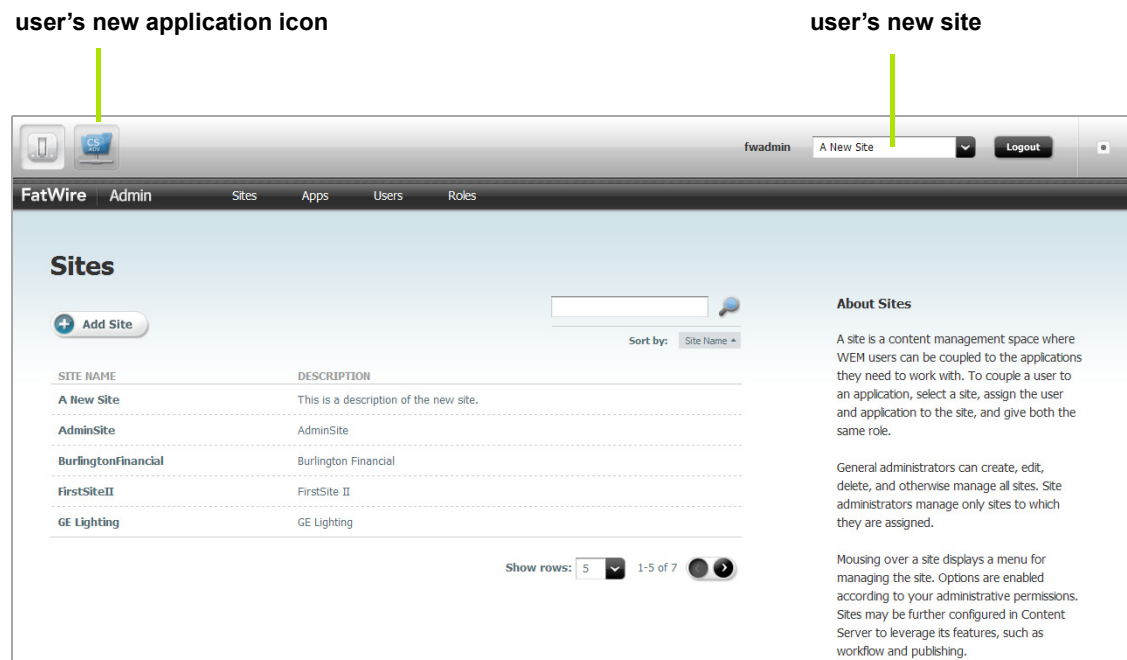 user's new application icon
user's new site
CS
fwadmin
A New Site
Logout
FatWire Admin Sites Apps Users Roles
Sites
Add Site
Sort by: Site Name
SITE NAME DESCRIPTION
A New Site This is a description of the new site.
AdminSite AdminSite
BurlingtonFinancial Burlington Financial
FirstSiteII FirstSite II
GE Lighting GE Lighting
Show rows: 5 1-5 of 7
About Sites
A site is a content management space where
WEM users can be coupled to the applications
they need to work with. To couple a user to
an application, select a site, assign the user
and application to the site, and give both the
same role.
General administrators can create, edit,
delete, and otherwise manage all sites. Site
administrators manage only sites to which
they are assigned.
Mousing over a site displays a menu for
managing the site. Options are enabled
according to your administrative permissions.
Sites may be further configured in Content
Server to leverage its features, such as
workflow and publishing.